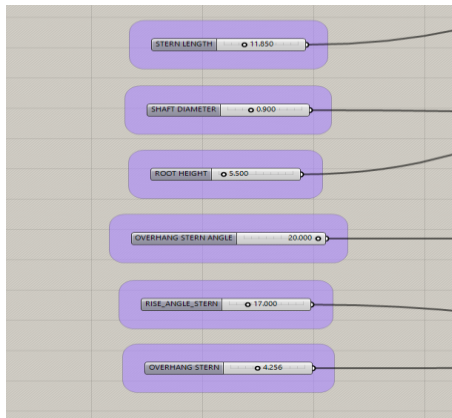 STERN LENGTH 11.850
SHAFT DIAMETER 0.900
ROOT HEIGHT 5.500
OVERHANG STERN ANGLE 20.000
RISE_ANGLE_STERN 17.000
OVERHANG STERN 4.256